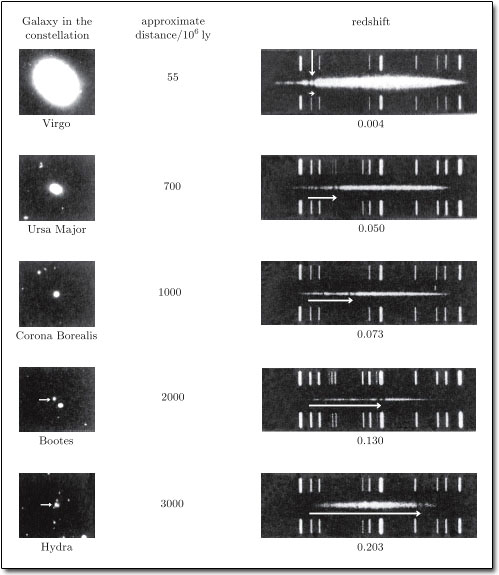 Galaxy in the constellation approximate distance/10⁶ ly redshift
55
Virgo 0.004
700
Ursa Major 0.050
1000
Corona Borealis 0.073
2000
Bootes 0.130
3000
Hydra 0.203